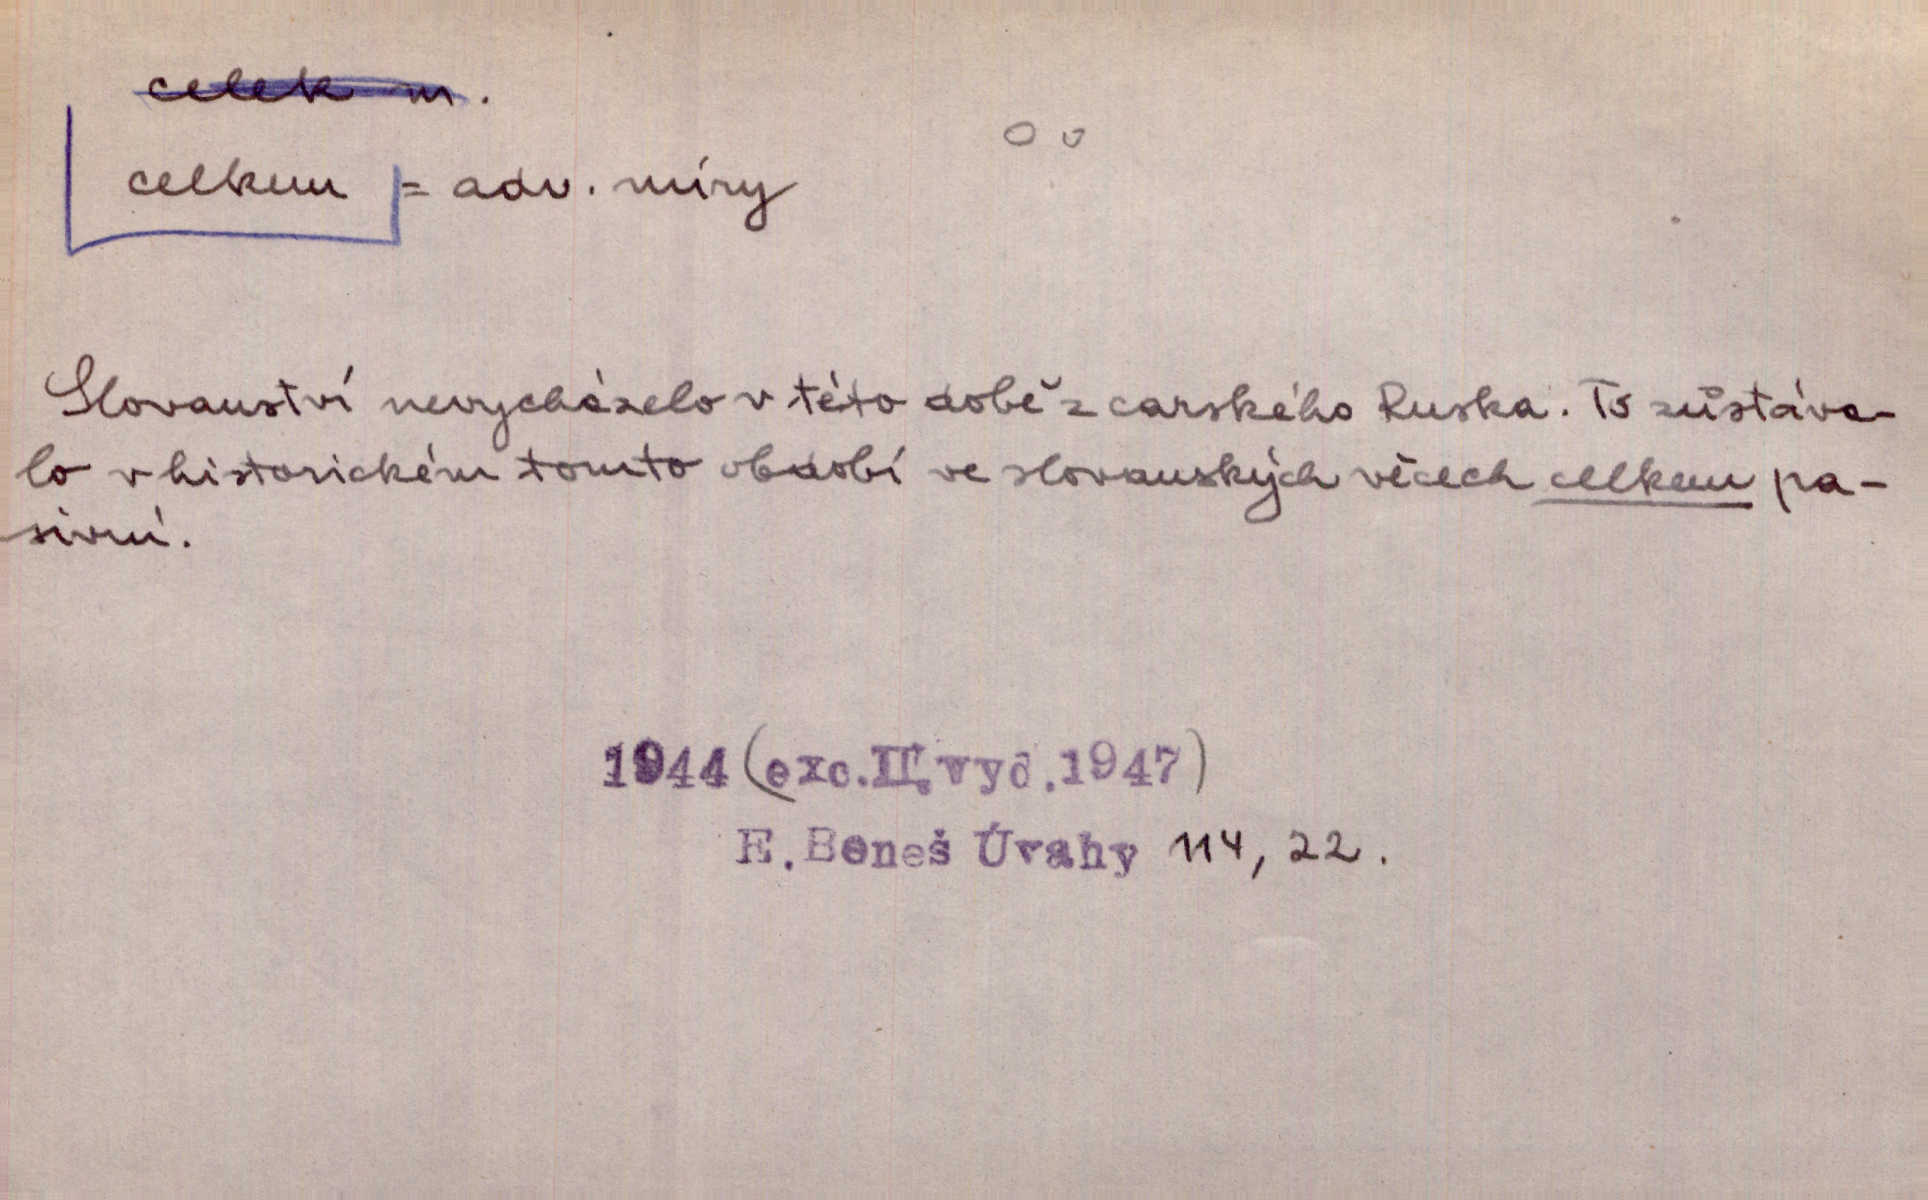 celek m.
celkem = adv. míry
Slovanství nevycházelo v této době z carského Ruska. To zůstáva-
lo v historickém tomto období ve slovanských věcech celkem pa-
sivní.
1944 (exc. II. vyd. 1947)
E. Beneš Úvahy 114, 22.